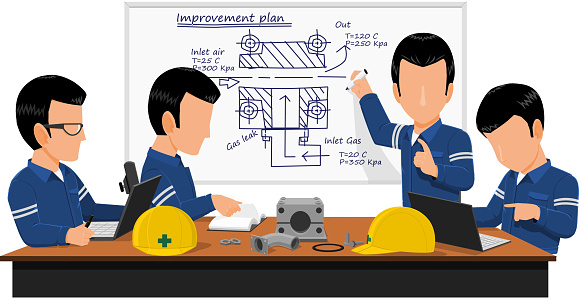 Improvement plan
Out
T=120 C
P=250 Kpa
Inlet air
T=25 C
P=300 Kpa
Gas leak
Inlet Gas
T=20 C
P=350 Kpa